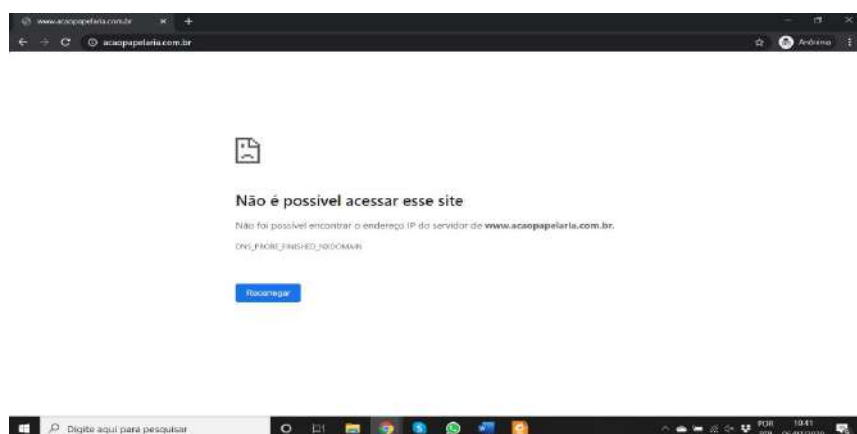 www.acaopapelaria.com.br
acaopapelaria.com.br
Anônimo
Não é possível acessar esse site
Não foi possível encontrar o endereço IP do servidor de www.acaopapelaria.com.br.
DNS_PROBE_FINISHED_NXDOMAIN
Recarregar
Digite aqui para pesquisar
POR
10:41